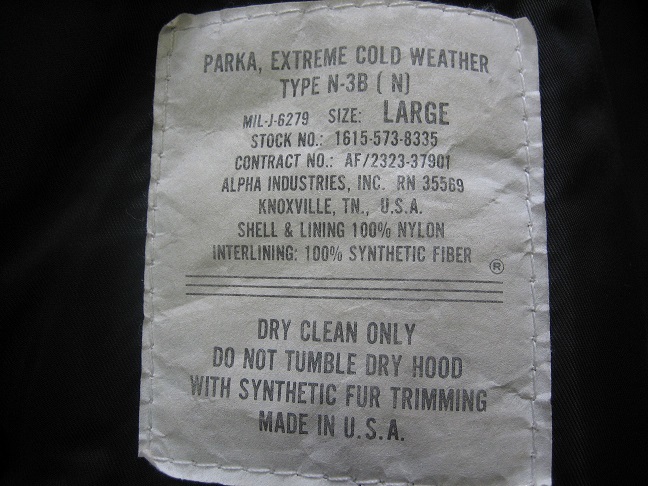 PARKA, EXTREME COLD WEATHER
TYPE N-3B ( N)
MIL-J-6279 SIZE: LARGE
STOCK NO.: 1615-573-8335
CONTRACT NO.: AF/2323-37901
ALPHA INDUSTRIES, INC. RN 35569
KNOXVILLE, TN., U.S.A.
SHELL & LINING 100% NYLON
INTERLINING: 100% SYNTHETIC FIBER
®
DRY CLEAN ONLY
DO NOT TUMBLE DRY HOOD
WITH SYNTHETIC FUR TRIMMING
MADE IN U.S.A.